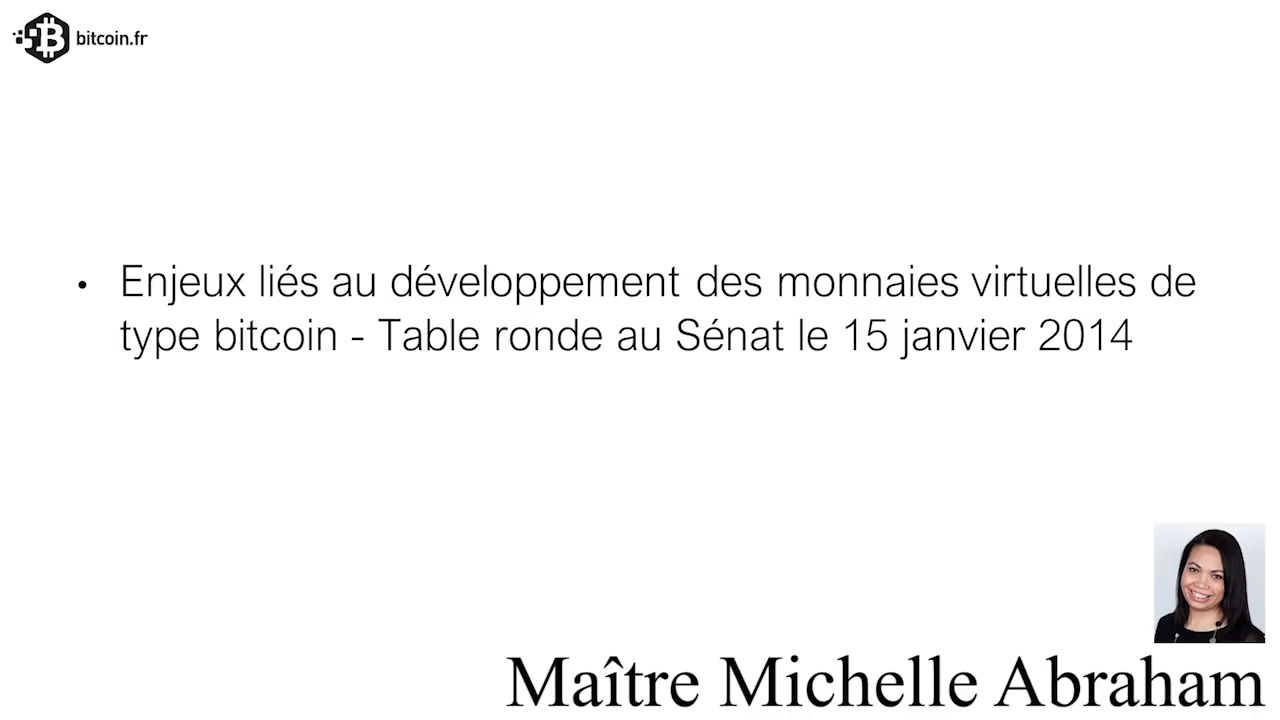 bitcoin.fr
• Enjeux liés au développement des monnaies virtuelles de
type bitcoin - Table ronde au Sénat le 15 janvier 2014
Maître Michelle Abraham